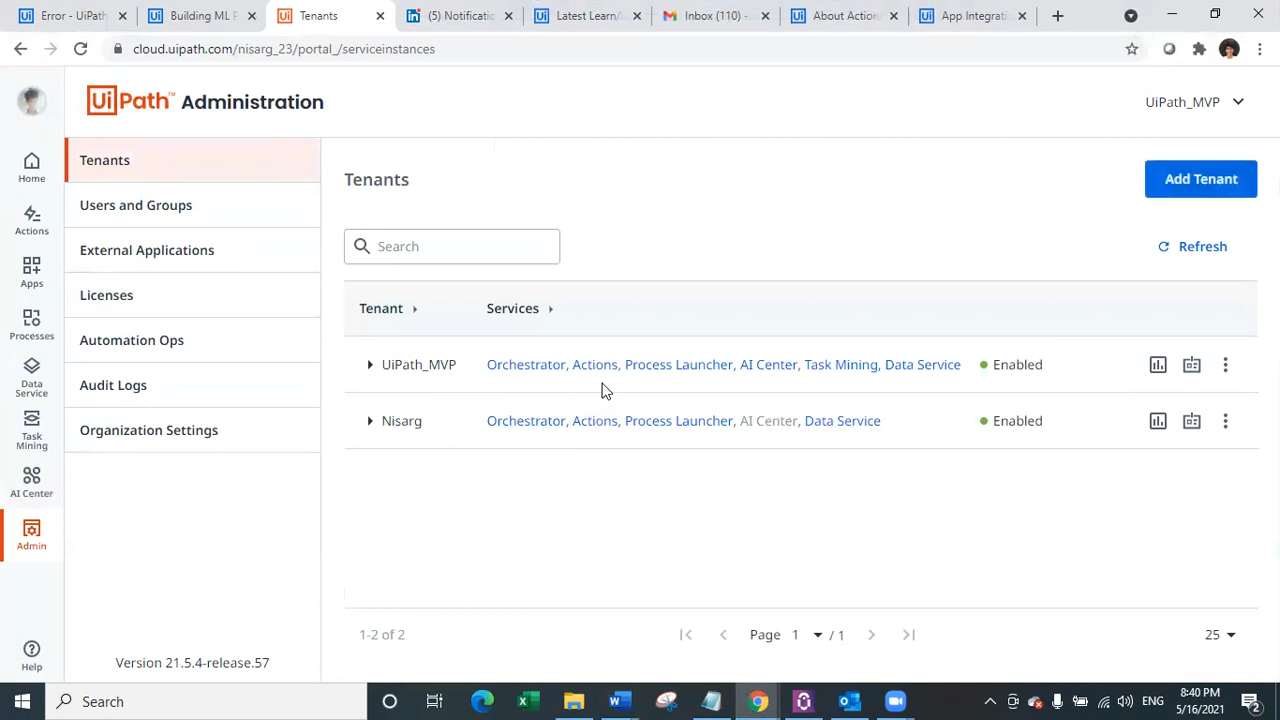 Error - UiPath
Building ML P
Tenants
(5) Notificati
Latest Learn/A
Inbox (110) -
About Action
App Integrati
cloud.uipath.com/nisarg_23/portal_/serviceinstances
UiPath™ Administration
UiPath_MVP
Home
Actions
Apps
Processes
Data
Service
Task
Mining
AI Center
Admin
Help
Tenants
Users and Groups
External Applications
Licenses
Automation Ops
Audit Logs
Organization Settings
Version 21.5.4-release.57
Tenants
Add Tenant
Search
Refresh
Tenant Services
UiPath_MVP Orchestrator, Actions, Process Launcher, AI Center, Task Mining, Data Service Enabled
Nisarg Orchestrator, Actions, Process Launcher, AI Center, Data Service Enabled
1-2 of 2 Page 1 / 1 25
Search
ENG
8:40 PM
5/16/2021
2